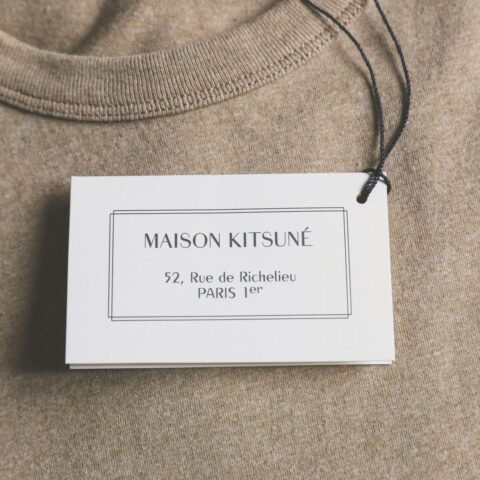 MAISON KITSUNÉ
52, Rue de Richelieu
PARIS 1er